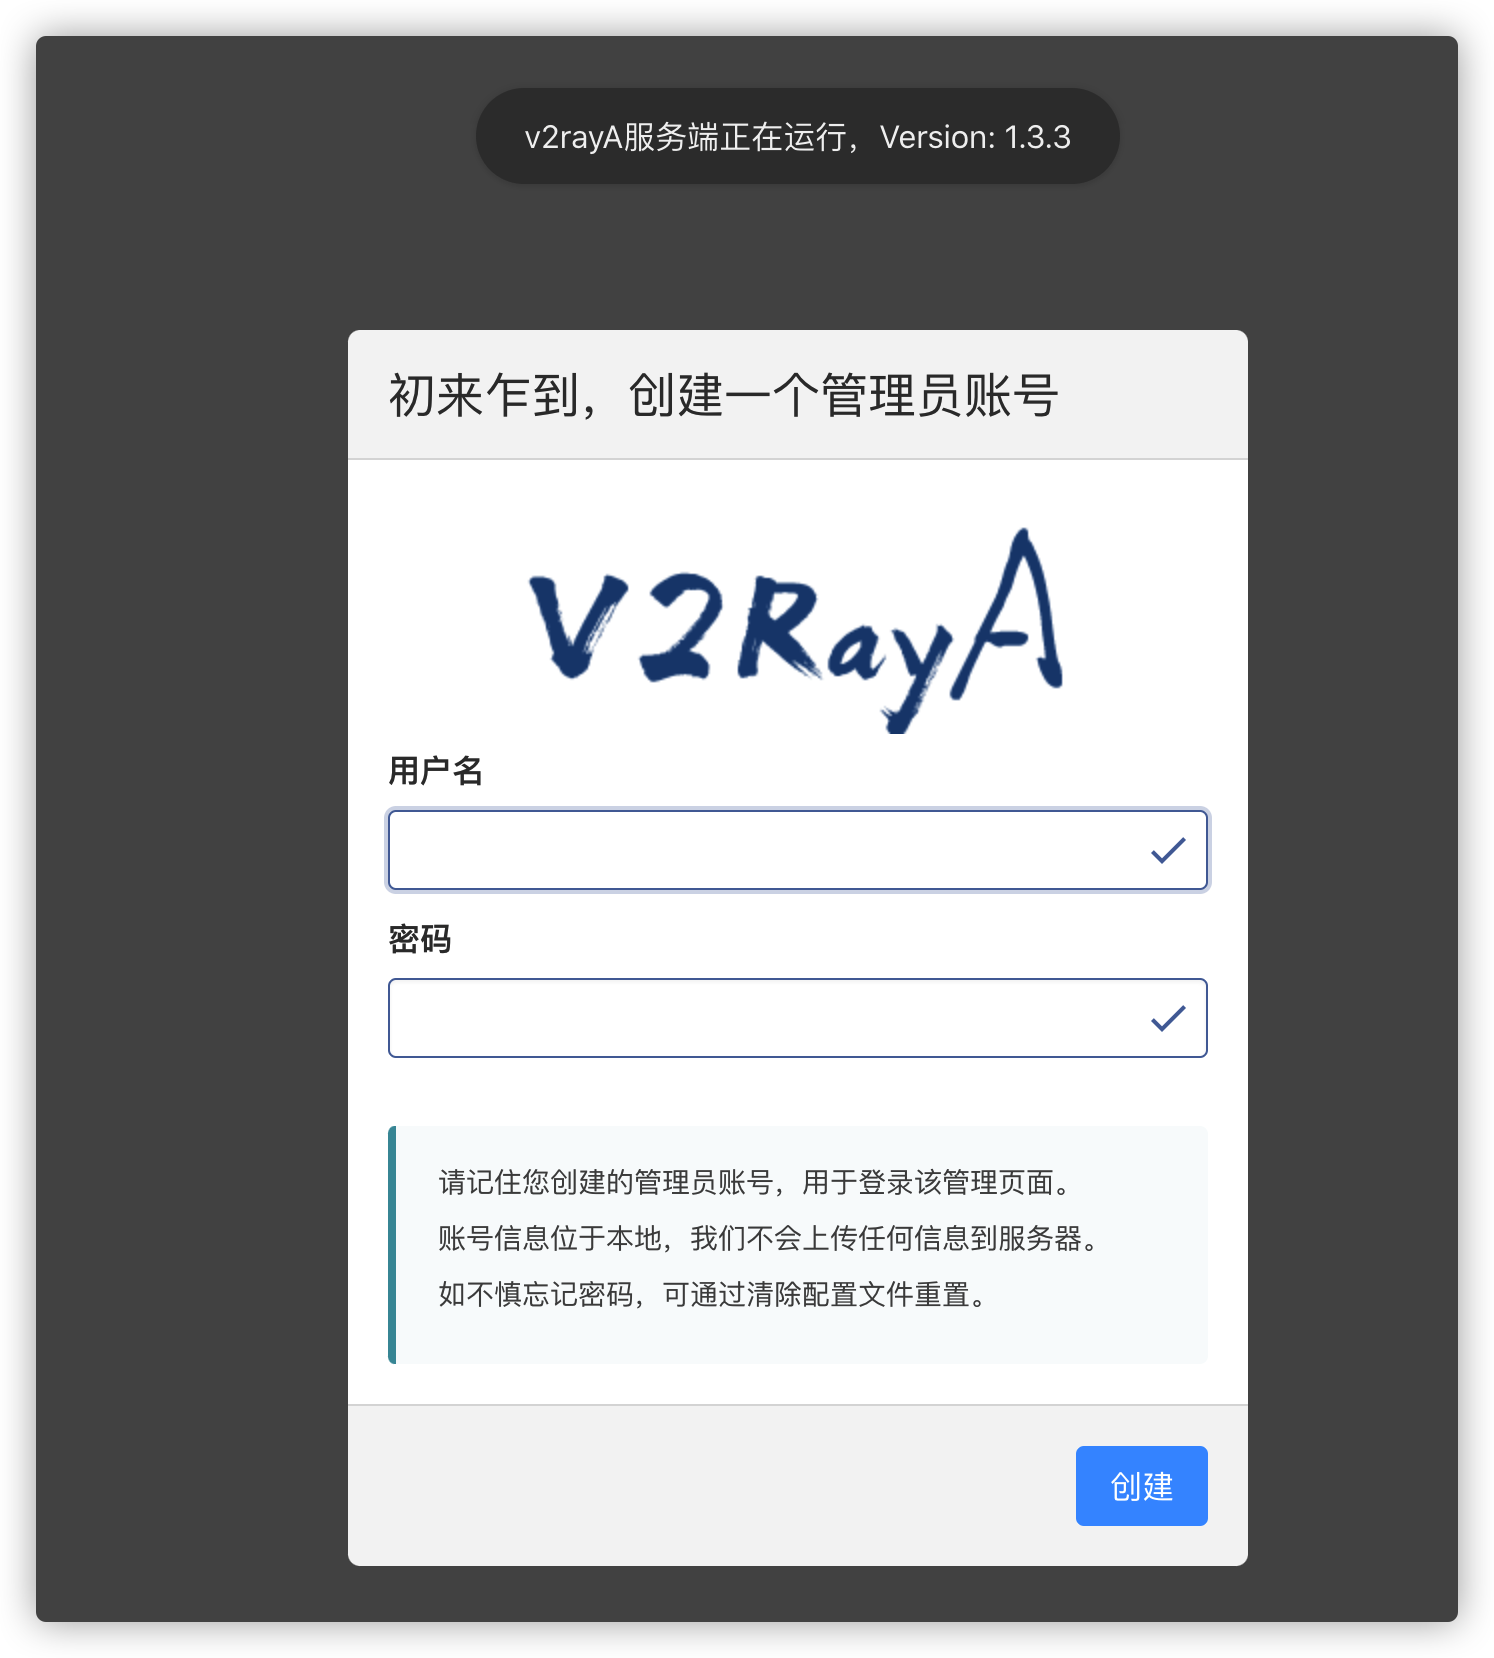 v2rayA服务端正在运行，Version: 1.3.3
初来乍到，创建一个管理员账号
V2RayA
用户名
密码
请记住您创建的管理员账号，用于登录该管理页面。
账号信息位于本地，我们不会上传任何信息到服务器。
如不慎忘记密码，可通过清除配置文件重置。
创建